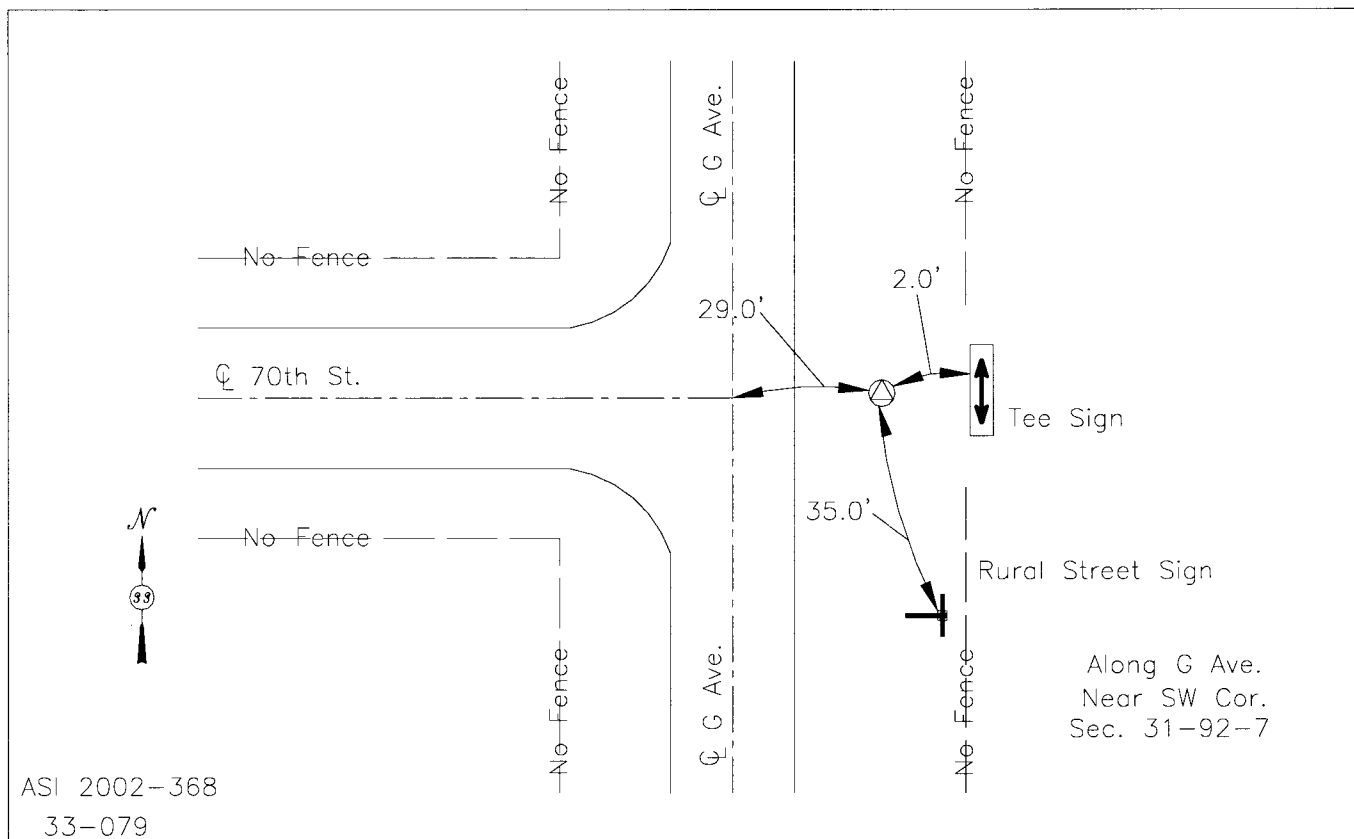 No Fence
℄ G Ave.
No Fence
No Fence
29.0'
2.0'
℄ 70th St.
Tee Sign
35.0'
N
33
No Fence
Rural Street Sign
No Fence
℄ G Ave.
No Fence
Along G Ave.
Near SW Cor.
Sec. 31-92-7
ASI 2002-368
33-079